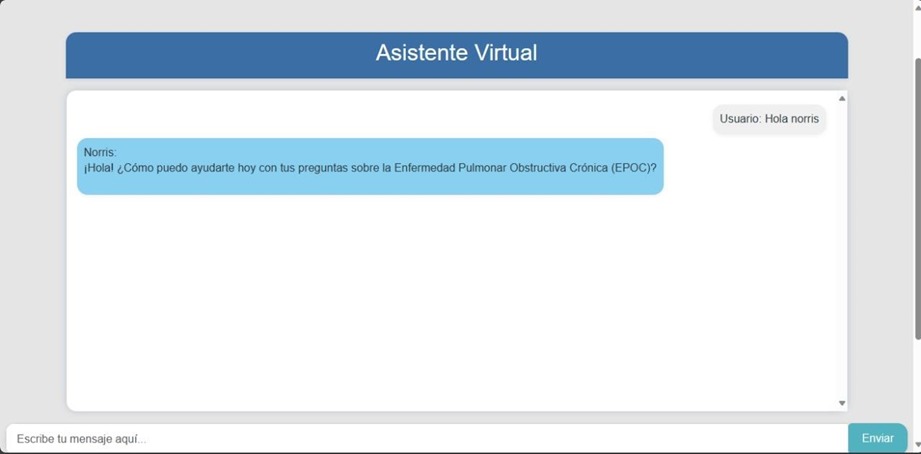 Asistente Virtual
Usuario: Hola norris
Norris:
¡Hola! ¿Cómo puedo ayudarte hoy con tus preguntas sobre la Enfermedad Pulmonar Obstructiva Crónica (EPOC)?
Escribe tu mensaje aquí...
Enviar